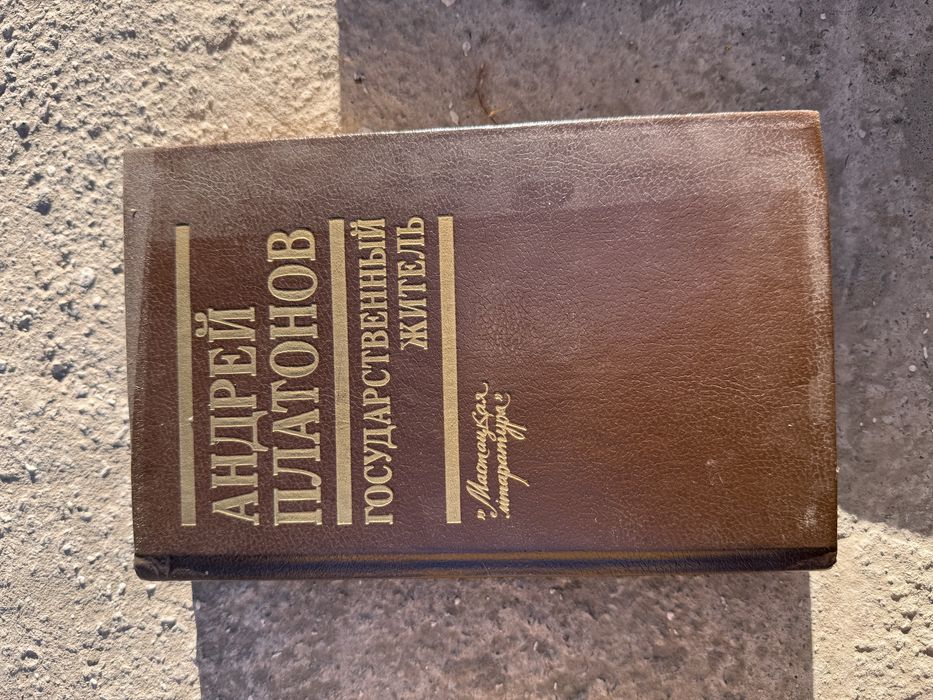 АНДРЕЙ
ПЛАТОНОВ
ГОСУДАРСТВЕННЫЙ
ЖИТЕЛЬ
"Мастацкая
літаратура"